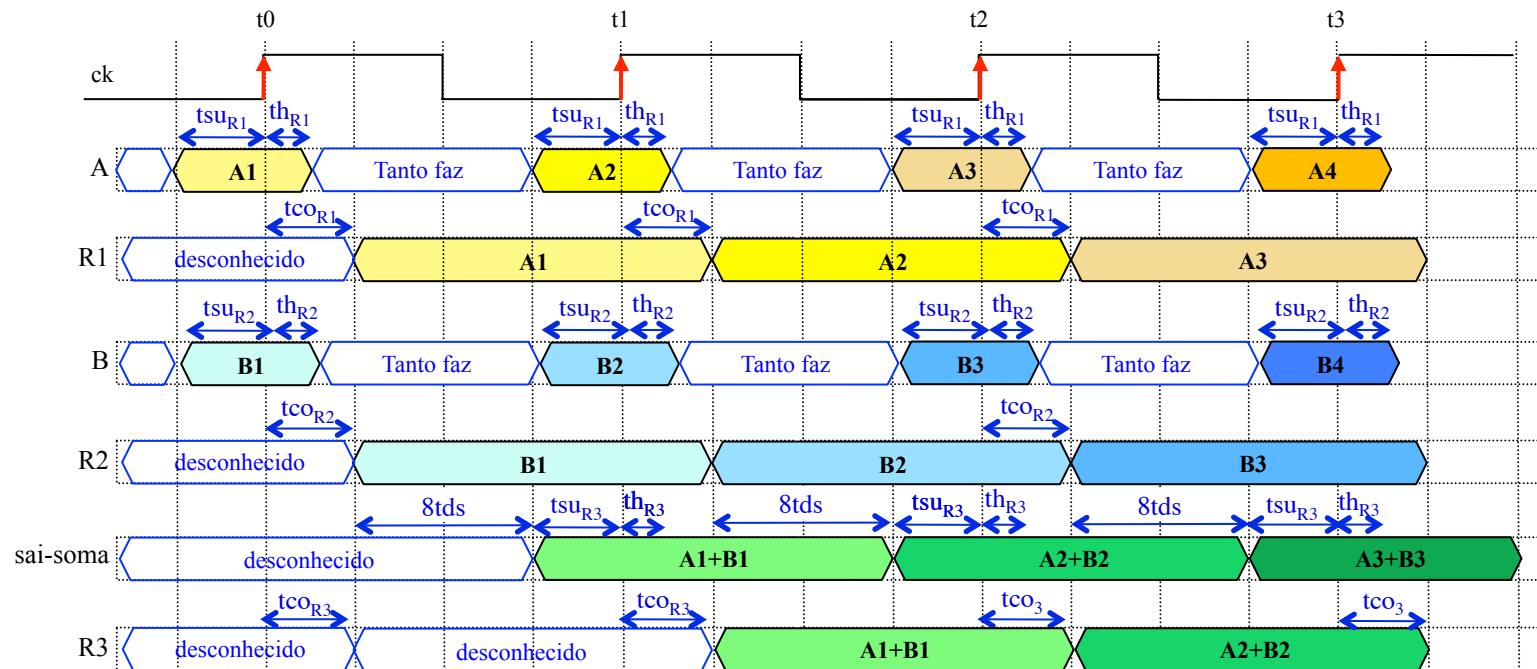 t0 t1 t2 t3
ck
tsuR1 thR1 tsuR1 thR1 tsuR1 thR1 tsuR1 thR1
A A1 Tanto faz A2 Tanto faz A3 Tanto faz A4
tcoR1 tcoR1 tcoR1
R1 desconhecido A1 A2 A3
tsuR2 thR2 tsuR2 thR2 tsuR2 thR2 tsuR2 thR2
B B1 Tanto faz B2 Tanto faz B3 Tanto faz B4
tcoR2 tcoR2
R2 desconhecido B1 B2 B3
8tds tsuR3 thR3 8tds tsuR3 thR3 8tds tsuR3 thR3
sai-soma desconhecido A1+B1 A2+B2 A3+B3
tcoR3 tcoR3 tco3 tco3
R3 desconhecido desconhecido A1+B1 A2+B2